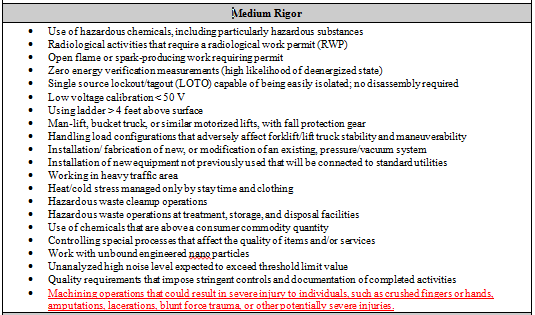 Medium Rigor
• Use of hazardous chemicals, including particularly hazardous substances
• Radiological activities that require a radiological work permit (RWP)
• Open flame or spark-producing work requiring permit
• Zero energy verification measurements (high likelihood of deenergized state)
• Single source lockout/tagout (LOTO) capable of being easily isolated; no disassembly required
• Low voltage calibration < 50 V
• Using ladder > 4 feet above surface
• Man-lift, bucket truck, or similar motorized lifts, with fall protection gear
• Handling load configurations that adversely affect forklift/lift truck stability and maneuverability
• Installation/ fabrication of new, or modification of an existing, pressure/vacuum system
• Installation of new equipment not previously used that will be connected to standard utilities
• Working in heavy traffic area
• Heat/cold stress managed only by stay time and clothing
• Hazardous waste cleanup operations
• Hazardous waste operations at treatment, storage, and disposal facilities
• Use of chemicals that are above a consumer commodity quantity
• Controlling special processes that affect the quality of items and/or services
• Work with unbound engineered nano particles
• Unanalyzed high noise level expected to exceed threshold limit value
• Quality requirements that impose stringent controls and documentation of completed activities
• Machining operations that could result in severe injury to individuals, such as crushed fingers or hands,
amputations, lacerations, blunt force trauma, or other potentially severe injuries.